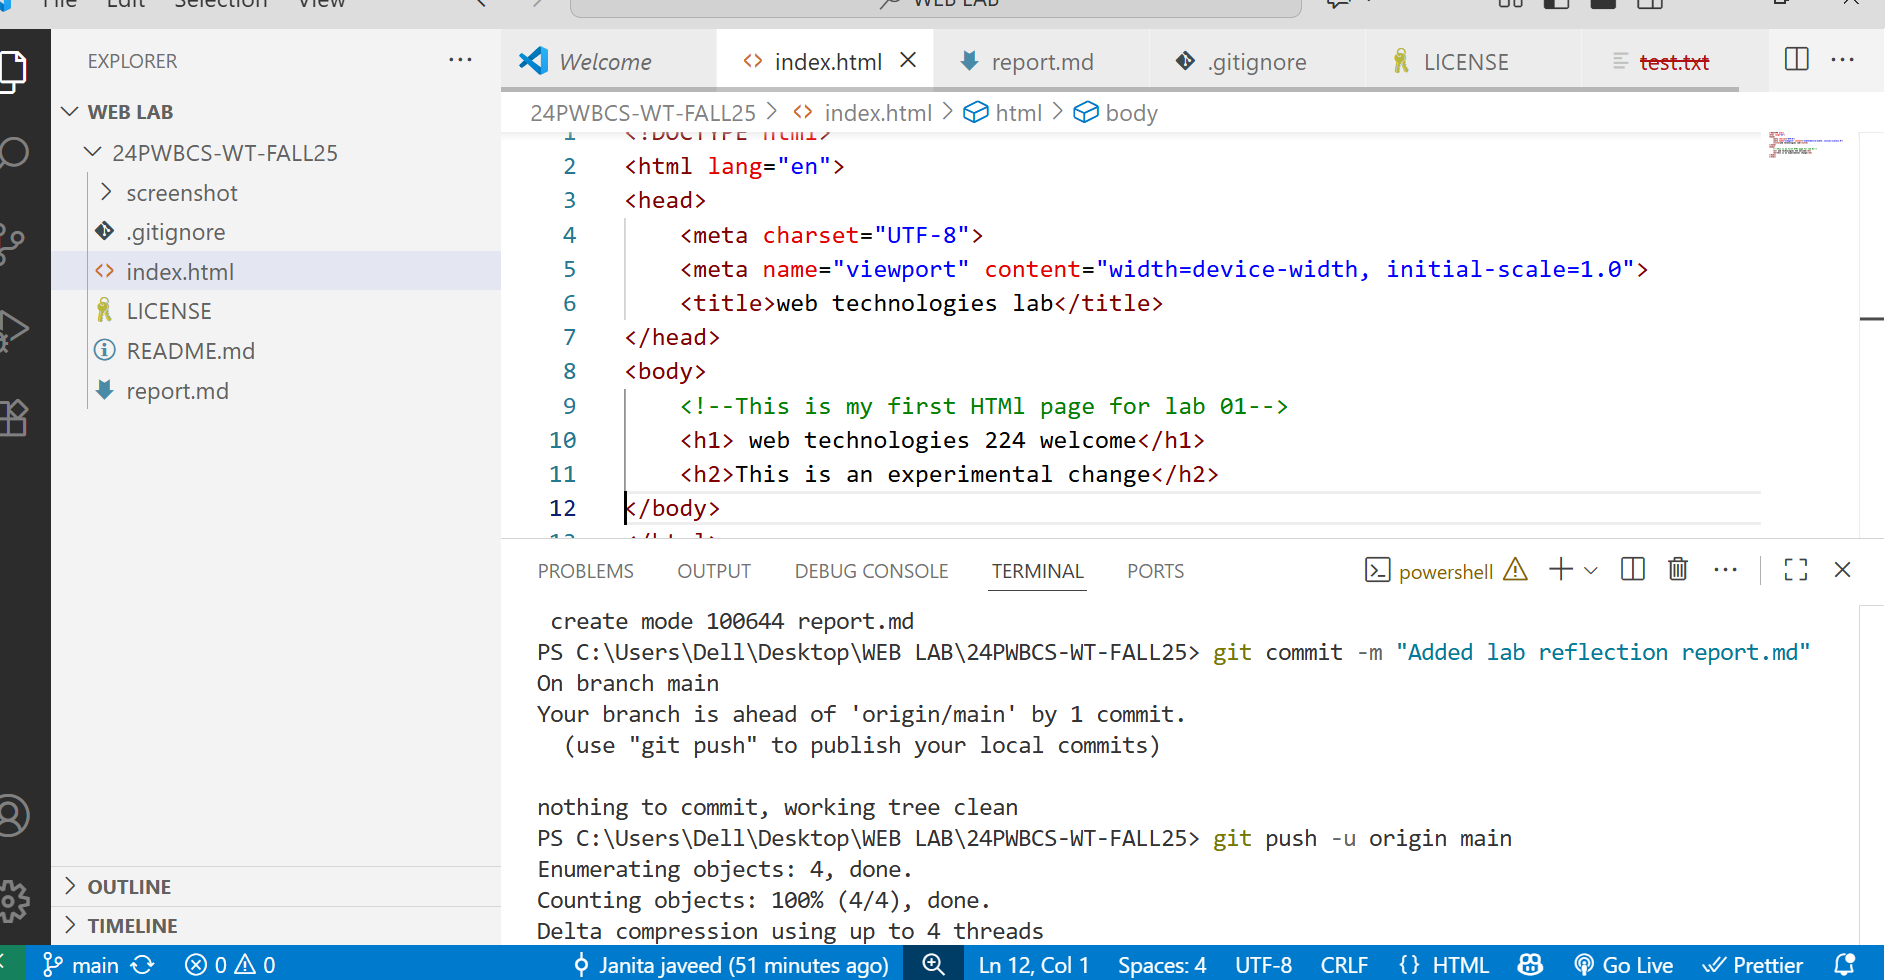 File Edit Selection View WEB LAB
EXPLORER
WEB LAB
24PWBCS-WT-FALL25
screenshot
.gitignore
index.html
LICENSE
README.md
report.md
OUTLINE
TIMELINE
Welcome index.html report.md .gitignore LICENSE test.txt
24PWBCS-WT-FALL25 > index.html > html > body
1 <!DOCTYPE html>
2 <html lang="en">
3 <head>
4 <meta charset="UTF-8">
5 <meta name="viewport" content="width=device-width, initial-scale=1.0">
6 <title>web technologies lab</title>
7 </head>
8 <body>
9 <!--This is my first HTMl page for lab 01-->
10 <h1> web technologies 224 welcome</h1>
11 <h2>This is an experimental change</h2>
12 </body>
13 </html>
PROBLEMS OUTPUT DEBUG CONSOLE TERMINAL PORTS powershell
create mode 100644 report.md
PS C:\Users\Dell\Desktop\WEB LAB\24PWBCS-WT-FALL25> git commit -m "Added lab reflection report.md"
On branch main
Your branch is ahead of 'origin/main' by 1 commit.
(use "git push" to publish your local commits)
nothing to commit, working tree clean
PS C:\Users\Dell\Desktop\WEB LAB\24PWBCS-WT-FALL25> git push -u origin main
Enumerating objects: 4, done.
Counting objects: 100% (4/4), done.
Delta compression using up to 4 threads
main 0 0 Janita javeed (51 minutes ago) Ln 12, Col 1 Spaces: 4 UTF-8 CRLF {} HTML Go Live Prettier